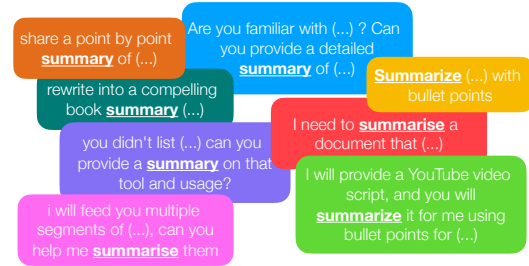 share a point by point
summary of (...)
Are you familiar with (...) ? Can
you provide a detailed
summary of (...)
rewrite into a compelling
book summary (...)
Summarize (...) with
bullet points
you didn't list (...) can you
provide a summary on that
tool and usage?
I need to summarise a
document that (...)
i will feed you multiple
segments of (...), can you
help me summarise them
I will provide a YouTube video
script, and you will
summarize it for me using
bullet points for (...)